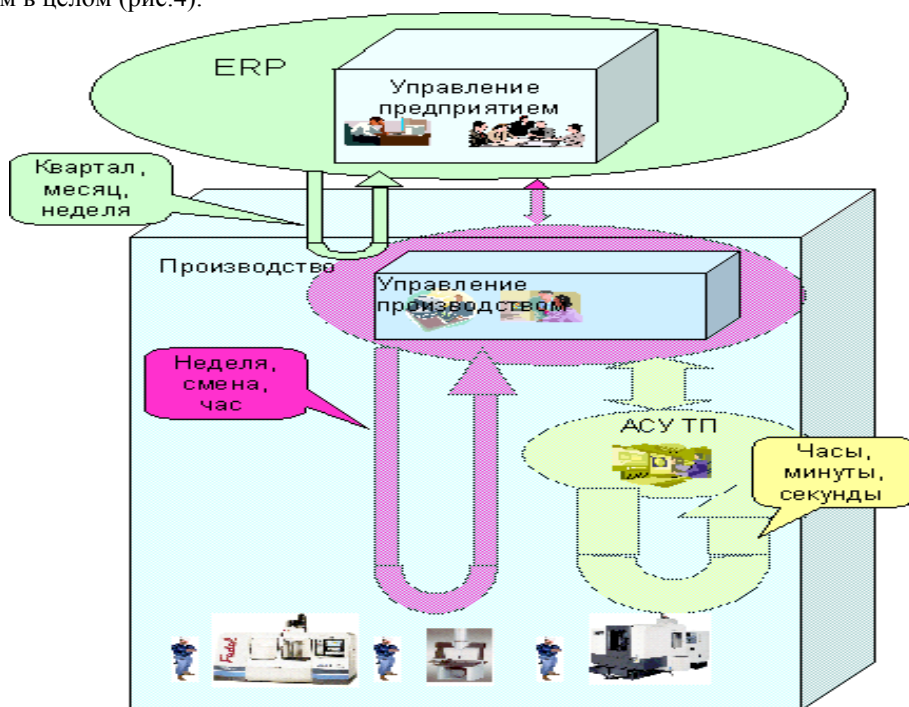 м в целом (рис.4).
ERP
Управление
предприятием
Квартал,
месяц,
неделя
Производство
Управление
производством
Неделя,
смена,
час
АСУ ТП
Часы,
минуты,
секунды
Fadal